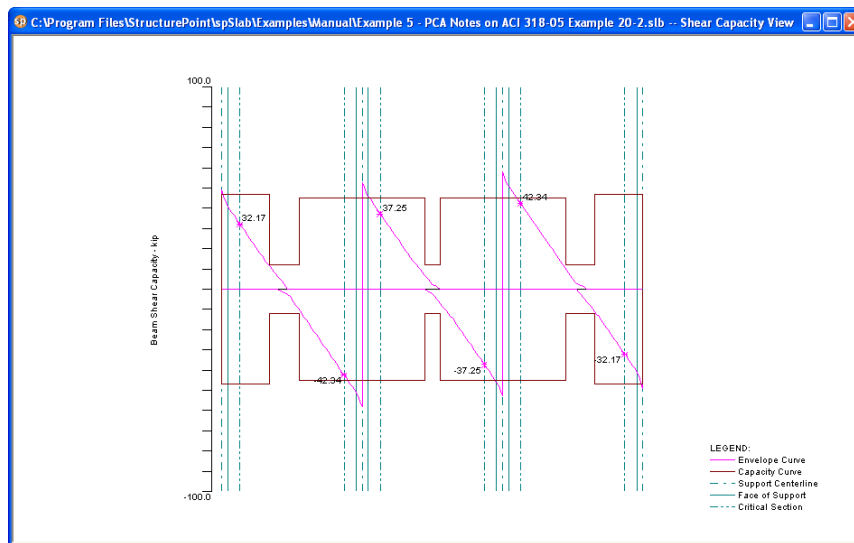 C:\Program Files\StructurePoint\spSlab\Examples\Manual\Example 5 - PCA Notes on ACI 318-05 Example 20-2.slb -- Shear Capacity View
100.0
Beam Shear Capacity - kip
32.17
37.25
42.34
-42.34
-37.25
-32.17
-100.0
LEGEND:
Envelope Curve
Capacity Curve
Support Centerline
Face of Support
Critical Section